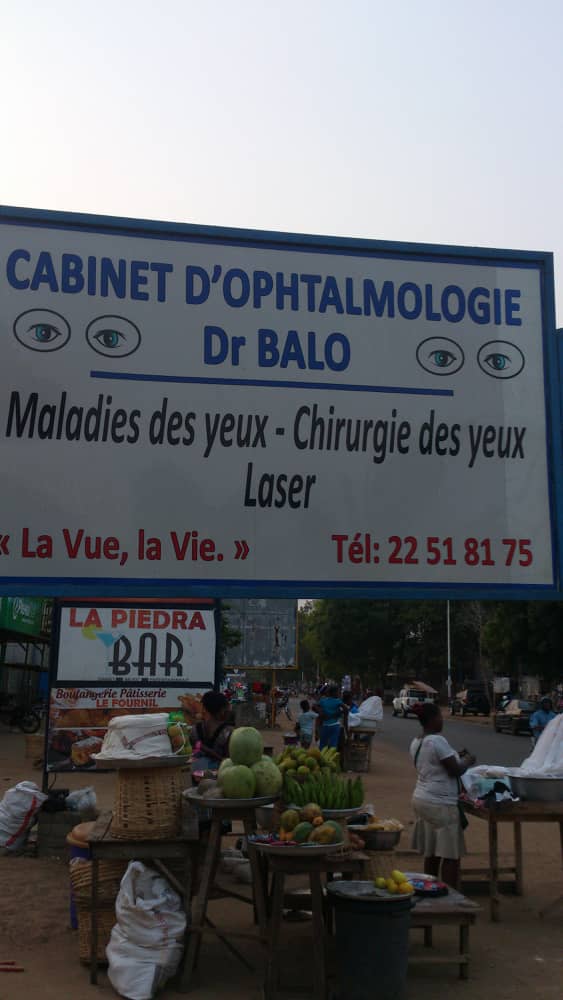 CABINET D'OPHTALMOLOGIE
Dr BALO
Maladies des yeux - Chirurgie des yeux
Laser
« La Vue, la Vie. » Tél: 22 51 81 75
LA PIEDRA
BAR
Boulangerie Pâtisserie
LE FOURNIL